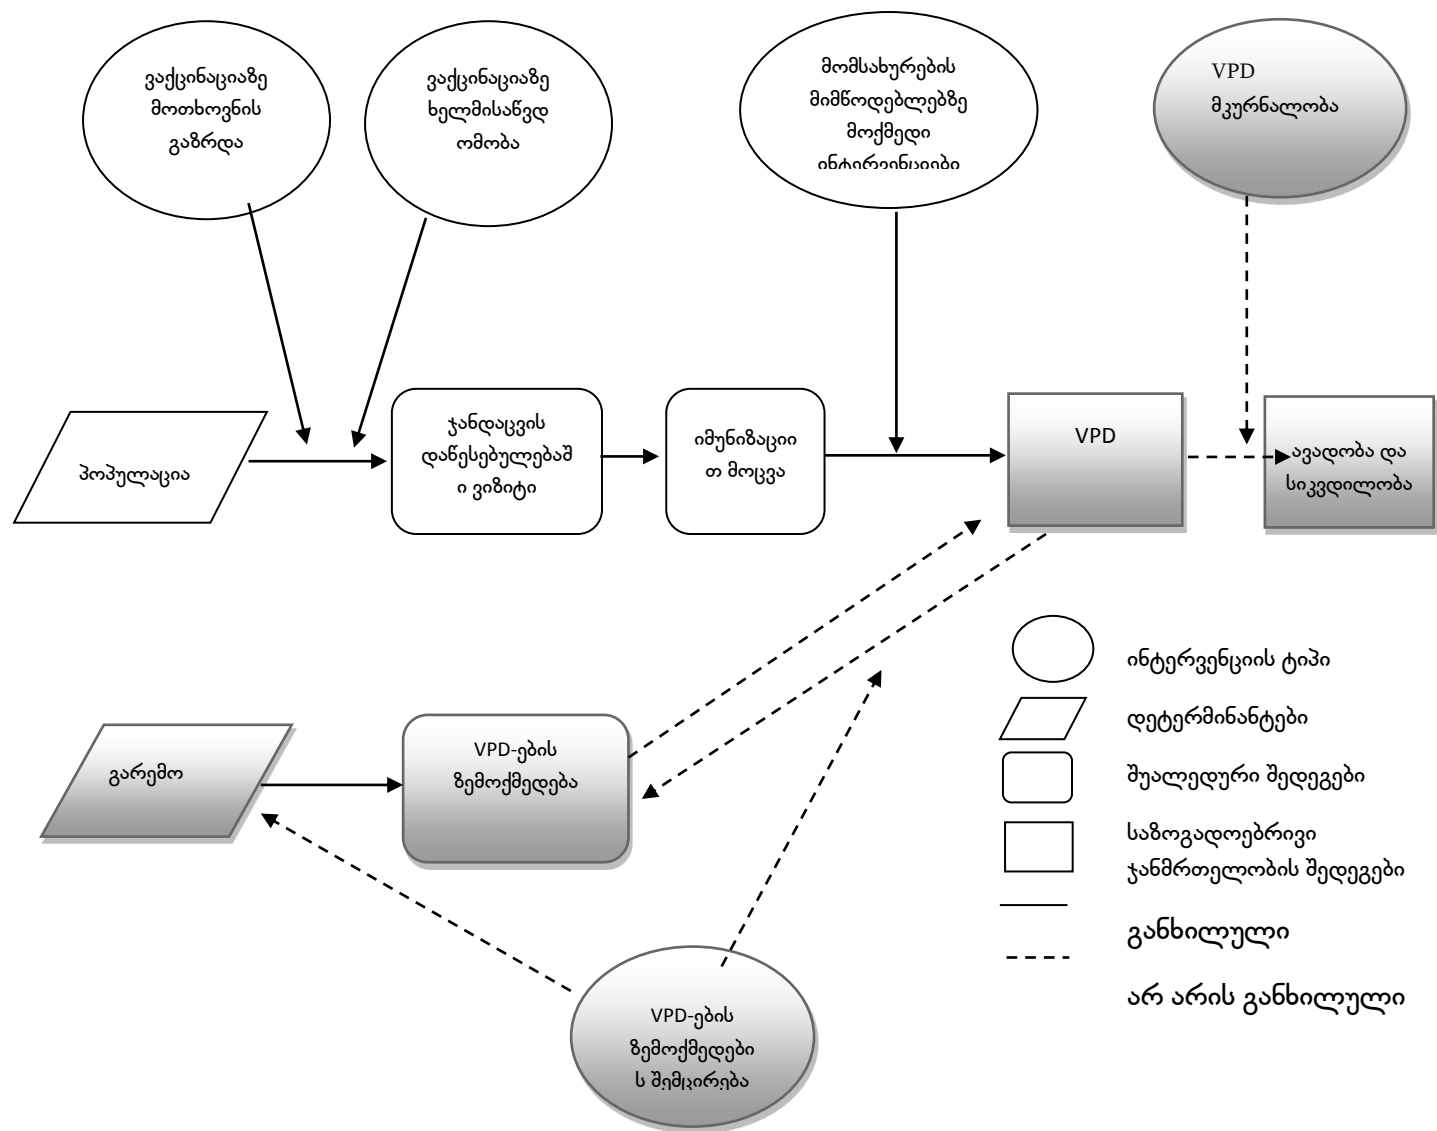 ვაქცინაციაზე
მოთხოვნის
გაზრდა
ვაქცინაციაზე
ხელმისაწვდ
ომობა
მომსახურების
მიმწოდებლებზე
მოქმედი
ინტერვენციები
VPD
მკურნალობა
პოპულაცია
ჯანდაცვის
დაწესებულებაშ
ი ვიზიტი
იმუნიზაციი
თ მოცვა
VPD
ავადობა და
სიკვდილობა
გარემო
VPD-ების
ზემოქმედება
VPD-ების
ზემოქმედები
ს შემცირება
ინტერვენციის ტიპი
დეტერმინანტები
შუალედური შედეგები
საზოგადოებრივი
ჯანმრთელობის შედეგები
განხილული
არ არის განხილული